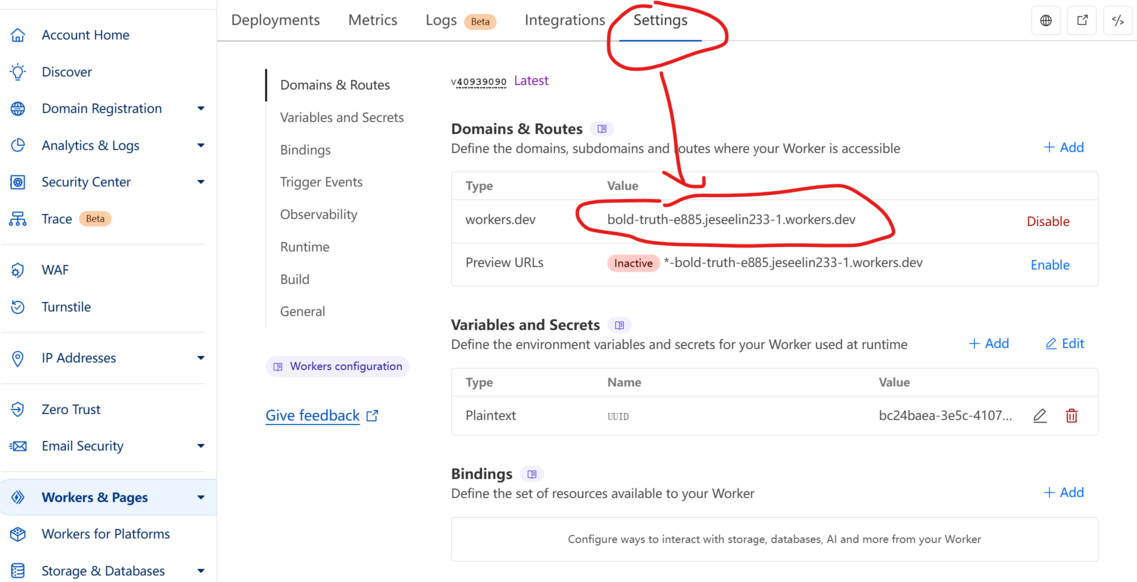 Deployments Metrics Logs Beta Integrations Settings
Account Home
Discover
Domain Registration
Analytics & Logs
Security Center
Trace Beta
WAF
Turnstile
IP Addresses
Zero Trust
Email Security
Workers & Pages
Workers for Platforms
Storage & Databases
Domains & Routes
Variables and Secrets
Bindings
Trigger Events
Observability
Runtime
Build
General
Workers configuration
Give feedback
v40939090 Latest
Domains & Routes
Define the domains, subdomains and routes where your Worker is accessible
+ Add
Type Value
workers.dev bold-truth-e885.jeseelin233-1.workers.dev Disable
Preview URLs Inactive *-bold-truth-e885.jeseelin233-1.workers.dev Enable
Variables and Secrets
Define the environment variables and secrets for your Worker used at runtime
+ Add Edit
Type Name Value
Plaintext UUID bc24baea-3e5c-4107...
Bindings
Define the set of resources available to your Worker
+ Add
Configure ways to interact with storage, databases, AI and more from your Worker